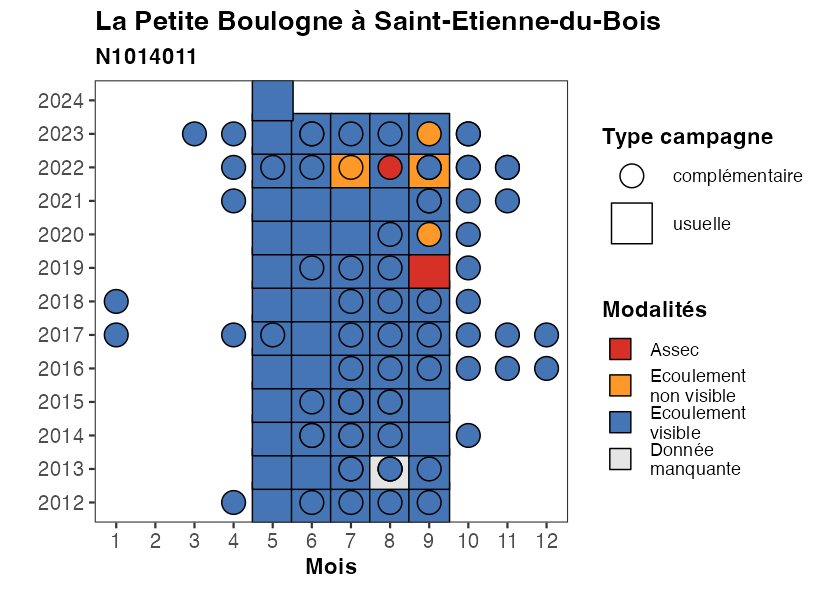 La Petite Boulogne à Saint-Etienne-du-Bois
N1014011
2024
2023
2022
2021
2020
2019
2018
2017
2016
2015
2014
2013
2012
1 2 3 4 5 6 7 8 9 10 11 12
Mois
Type campagne
complémentaire
usuelle
Modalités
Assec
Ecoulement
non visible
Ecoulement
visible
Donnée
manquante